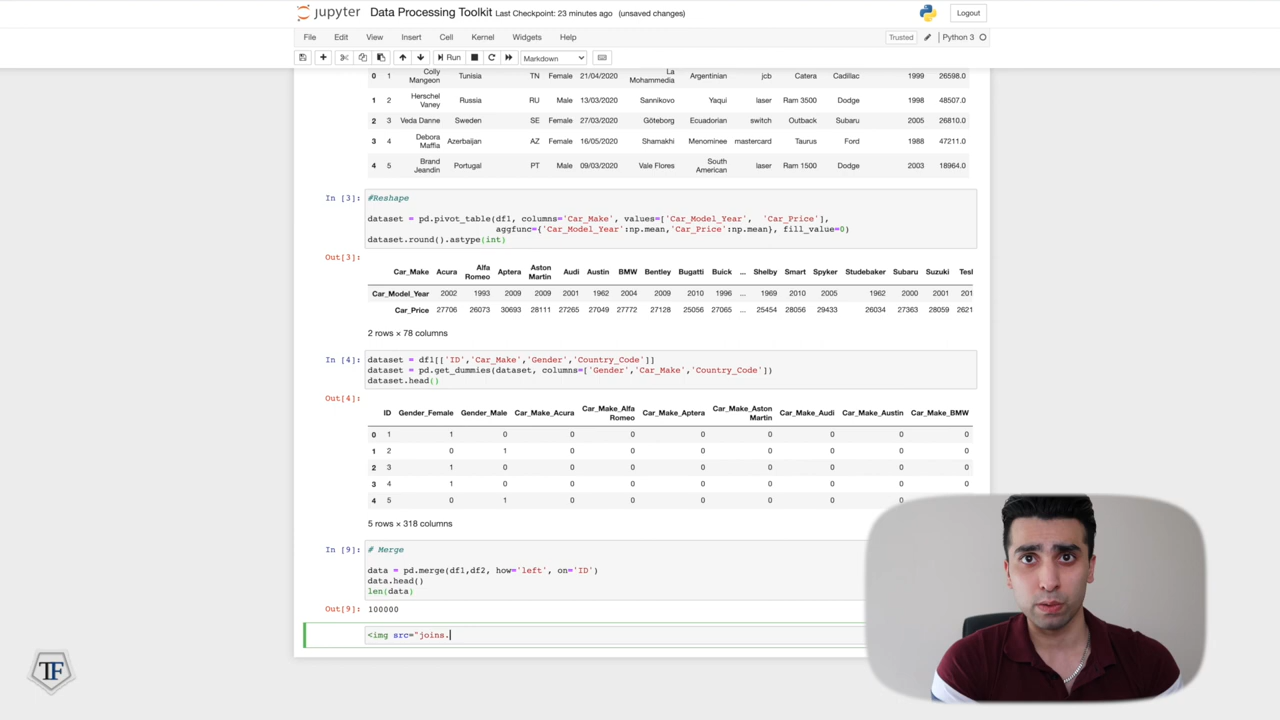 jupyter Data Processing Toolkit Last Checkpoint: 23 minutes ago (unsaved changes) Logout
File Edit View Insert Cell Kernel Widgets Help Trusted Python 3
Run Markdown
0 1 Colly Mangeon Tunisia TN Female 21/04/2020 La Mohammedia Argentinian jcb Catera Cadillac 1999 26598.0
1 2 Herschel Vaney Russia RU Male 13/03/2020 Sannikovo Yaqui laser Ram 3500 Dodge 1998 48507.0
2 3 Veda Danne Sweden SE Female 27/03/2020 Göteborg Ecuadorian switch Outback Subaru 2005 26810.0
3 4 Debora Maffia Azerbaijan AZ Female 16/05/2020 Shamakhi Menominee mastercard Taurus Ford 1988 47211.0
4 5 Brand Jeandin Portugal PT Male 09/03/2020 Vale Flores South American laser Ram 1500 Dodge 2003 18964.0
In [3]: #Reshape
dataset = pd.pivot_table(df1, columns='Car_Make', values=['Car_Model_Year', 'Car_Price'],
aggfunc={'Car_Model_Year':np.mean,'Car_Price':np.mean}, fill_value=0)
dataset.round().astype(int)
Out[3]:
Car_Make Acura Alfa Romeo Aptera Aston Martin Audi Austin BMW Bentley Bugatti Buick ... Shelby Smart Spyker Studebaker Subaru Suzuki Tesl
Car_Model_Year 2002 1993 2009 2009 2001 1962 2004 2009 2010 1996 ... 1969 2010 2005 1962 2000 2001 201
Car_Price 27706 26073 30693 28111 27265 27049 27772 27128 25056 27065 ... 25454 28056 29433 26034 27363 28059 2621
2 rows × 78 columns
In [4]: dataset = df1[['ID','Car_Make','Gender','Country_Code']]
dataset = pd.get_dummies(dataset, columns=['Gender','Car_Make','Country_Code'])
dataset.head()
Out[4]:
ID Gender_Female Gender_Male Car_Make_Acura Car_Make_Alfa Romeo Car_Make_Aptera Car_Make_Aston Martin Car_Make_Audi Car_Make_Austin Car_Make_BMW
0 1 1 0 0 0 0 0 0 0 0
1 2 0 1 0 0 0 0 0 0 0
2 3 1 0 0 0 0 0 0 0 0
3 4 1 0 0 0 0 0 0 0 0
4 5 0 1 0 0 0 0 0 0 0
5 rows × 318 columns
In [9]: # Merge
data = pd.merge(df1,df2, how='left', on='ID')
data.head()
len(data)
Out[9]: 100000
<img src="joins.
TF